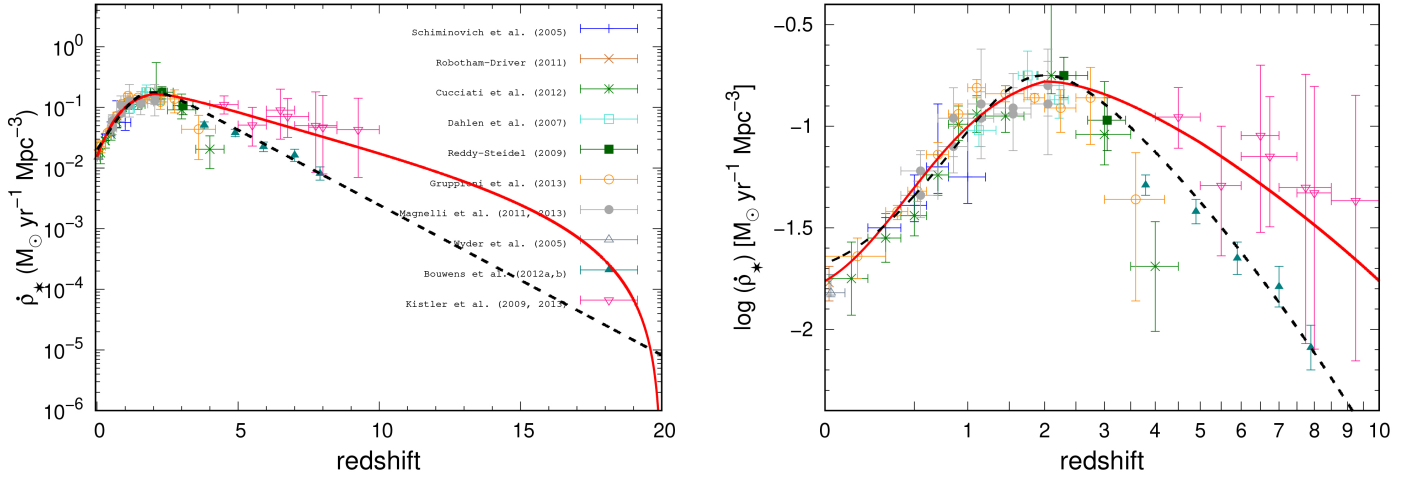 10⁰
10⁻¹
10⁻²
10⁻³
10⁻⁴
10⁻⁵
10⁻⁶
ρ̇★ (M⊙ yr⁻¹ Mpc⁻³)
Schiminovich et al. (2005)
Robotham-Driver (2011)
Cucciati et al. (2012)
Dahlen et al. (2007)
Reddy-Steidel (2009)
Gruppioni et al. (2013)
Magnelli et al. (2011, 2013)
Wyder et al. (2005)
Bouwens et al. (2012a,b)
Kistler et al. (2009, 2013)
0 5 10 15 20
redshift
-0.5
-1
-1.5
-2
log (ρ̇★) [M⊙ yr⁻¹ Mpc⁻³]
0 1 2 3 4 5 6 7 8 9 10
redshift